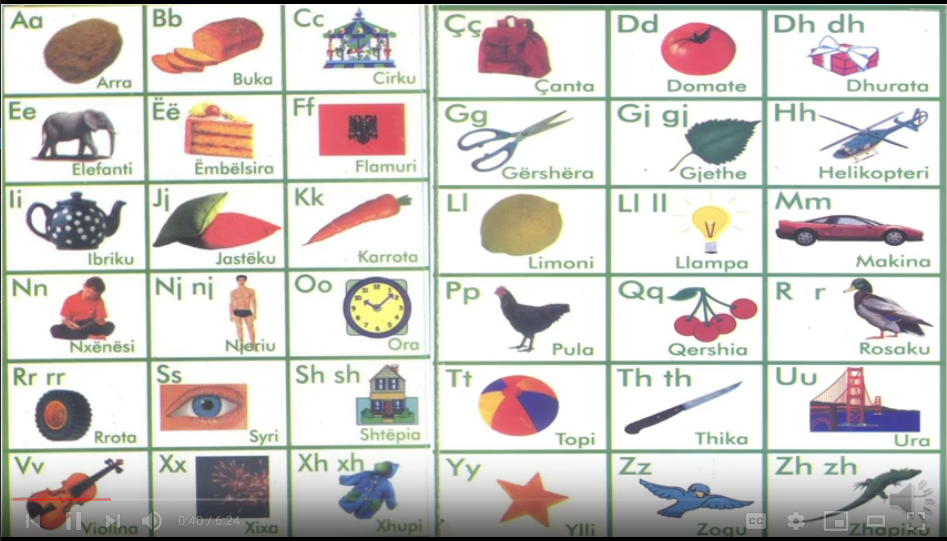 Aa
Arra
Bb
Buka
Cc
Cirku
Çç
Çanta
Dd
Domate
Dh dh
Dhurata
Ee
Elefanti
Ëë
Ëmbëlsira
Ff
Flamuri
Gg
Gërshëra
Gj gj
Gjethe
Hh
Helikopteri
Ii
Ibriku
Jj
Jastëku
Kk
Karrota
Ll
Limoni
Ll ll
Llampa
Mm
Makina
Nn
Nxënësi
Nj nj
Njeriu
Oo
Ora
Pp
Pula
Qq
Qershia
R r
Rosaku
Rr rr
Rrota
Ss
Syri
Sh sh
Shtëpia
Tt
Topi
Th th
Thika
Uu
Ura
Vv
Violina
Xx
Xixa
Xh xh
Xhupi
Yy
Ylli
Zz
Zogu
Zh zh
Zhapiku
0:40 / 6:24
CC